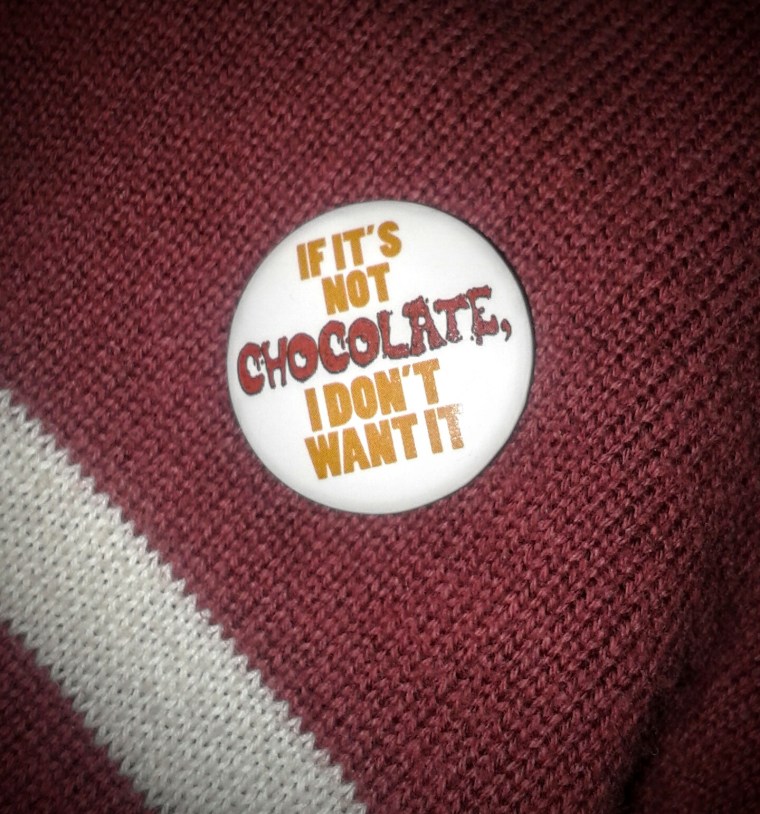 IF IT'S
NOT
CHOCOLATE,
I DON'T
WANT IT